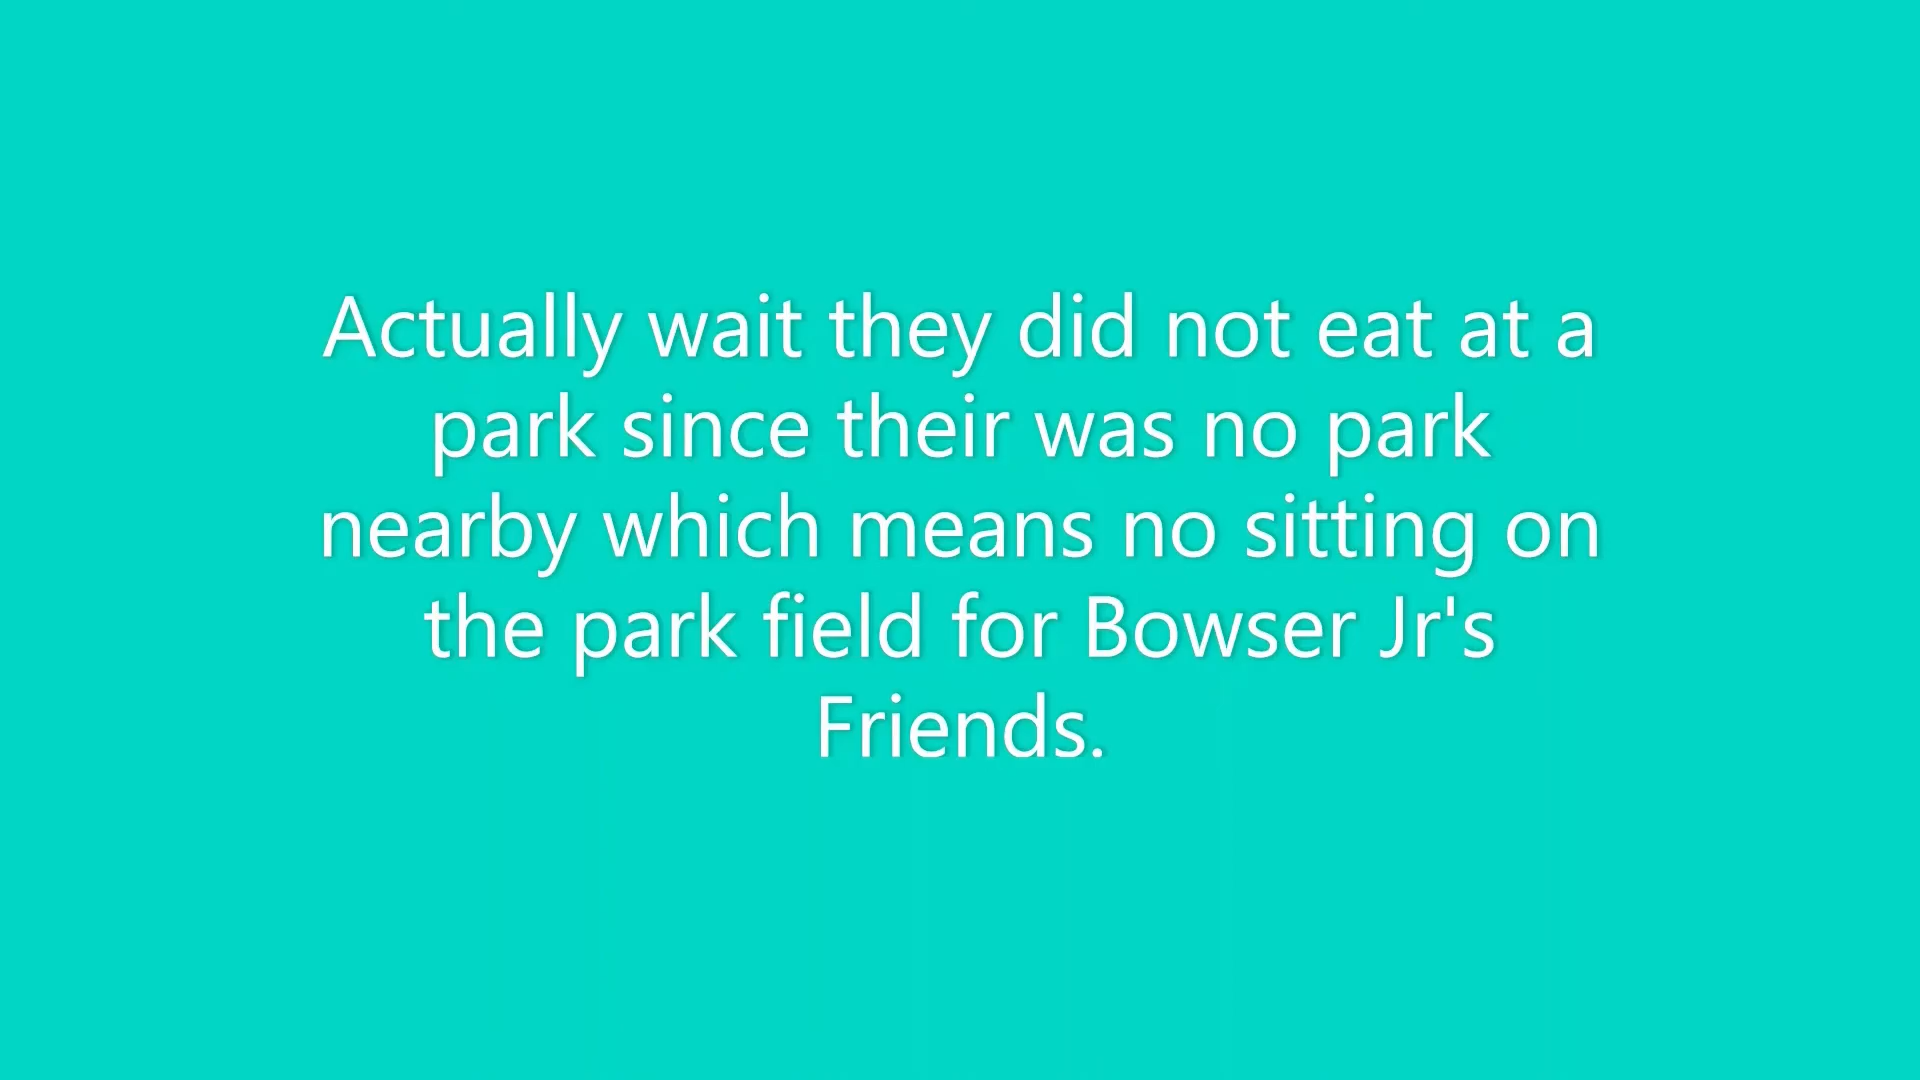 Actually wait they did not eat at a
park since their was no park
nearby which means no sitting on
the park field for Bowser Jr's
Friends.